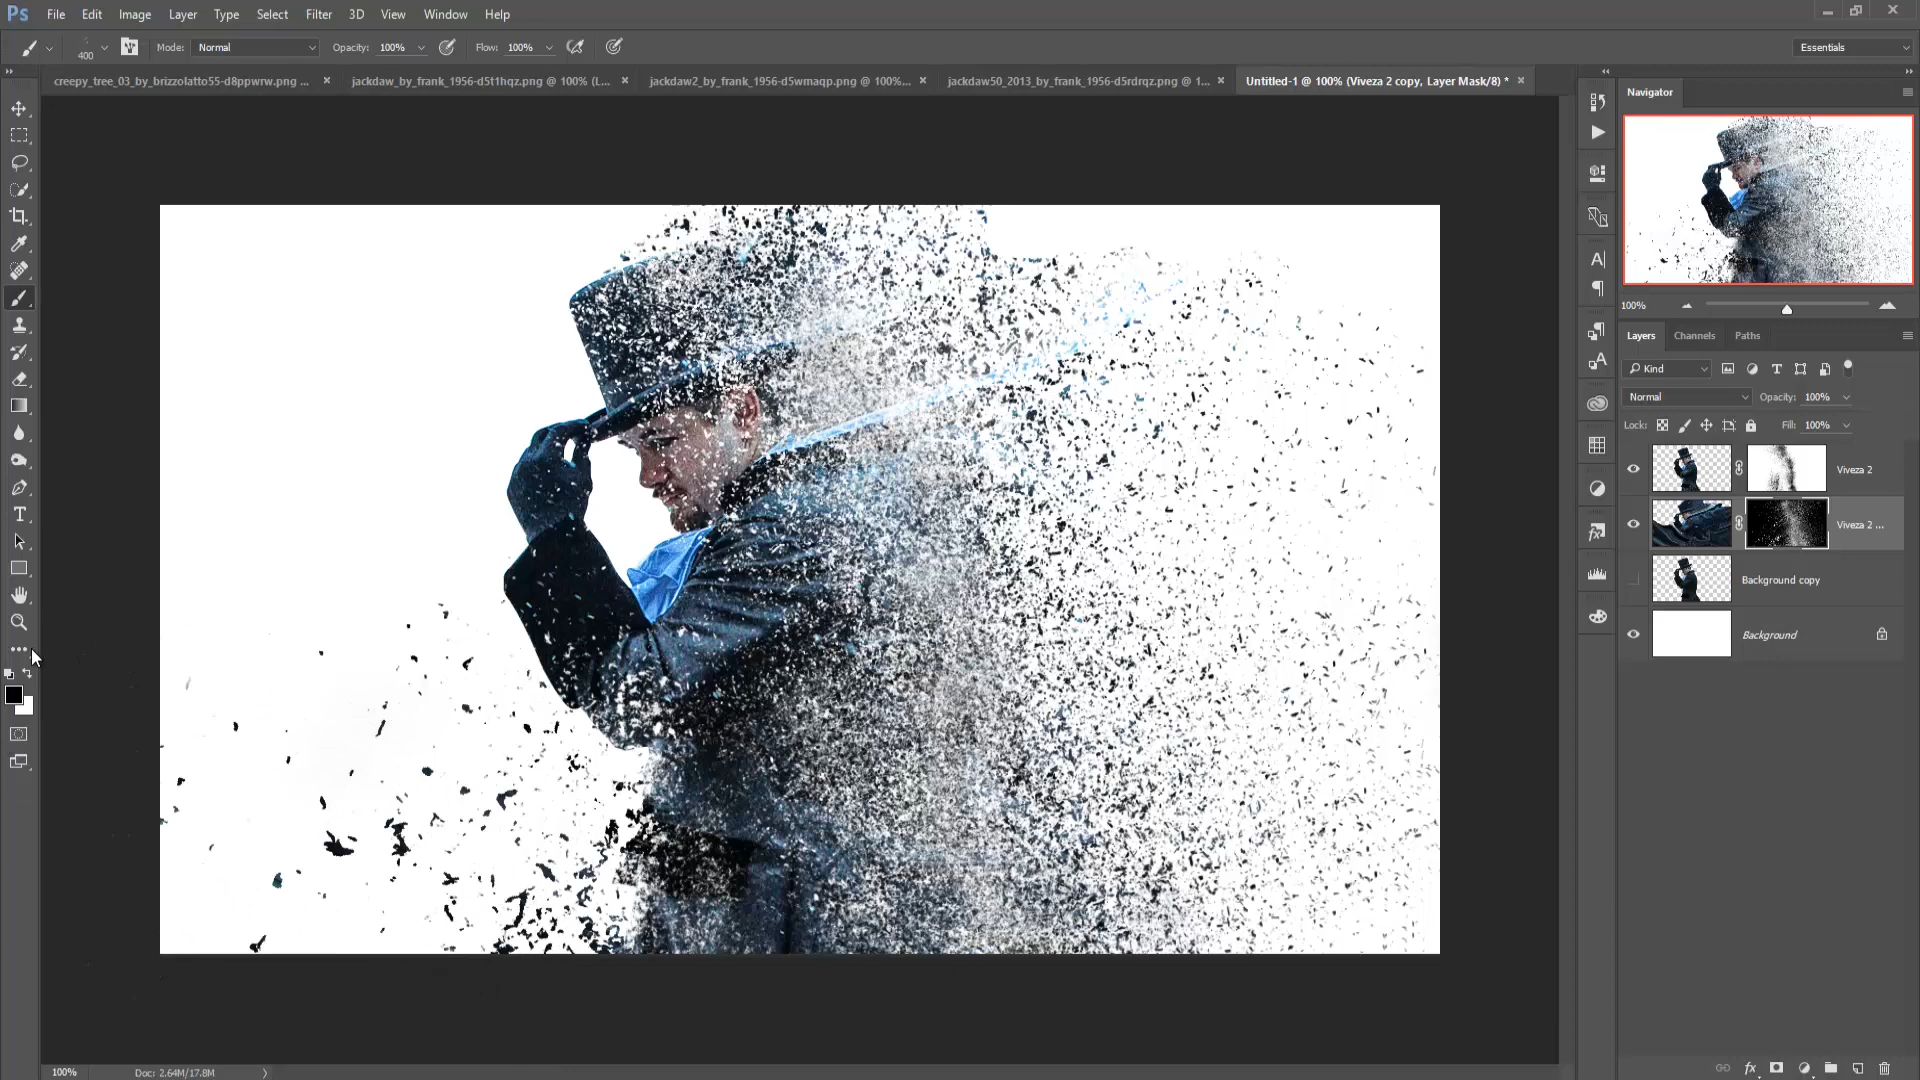 Ps File Edit Image Layer Type Select Filter 3D View Window Help
400 Mode: Normal Opacity: 100% Flow: 100% Essentials
creepy_tree_03_by_brizzolatto55-d8ppwrw.png ... × jackdaw_by_frank_1956-d5t1hqz.png @ 100% (L... × jackdaw2_by_frank_1956-d5wmaqp.png @ 100%... × jackdaw50_2013_by_frank_1956-d5rdrqz.png @ 1... × Untitled-1 @ 100% (Viveza 2 copy, Layer Mask/8) * ×
Navigator
100%
Layers Channels Paths
Kind
Normal Opacity: 100%
Lock: Fill: 100%
Viveza 2
Viveza 2 ...
Background copy
Background
100% Doc: 2.64M/17.8M
fx